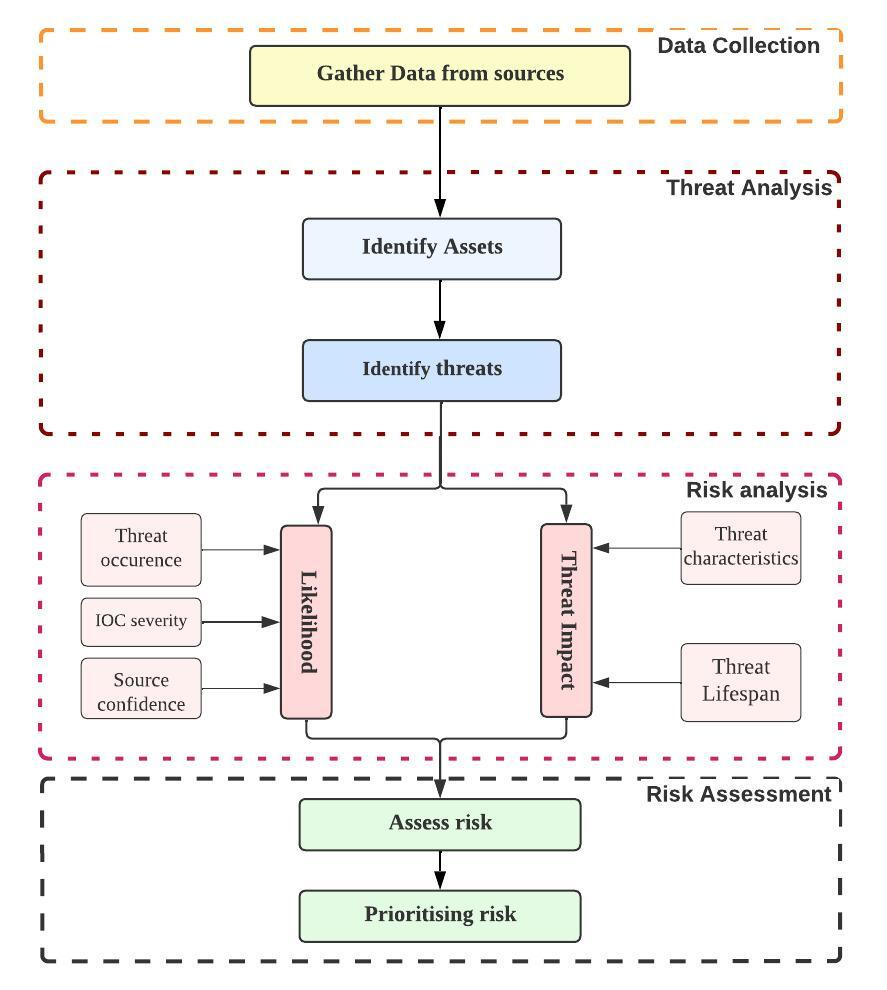 Data Collection
Gather Data from sources
Threat Analysis
Identify Assets
Identify threats
Risk analysis
Threat
occurence
IOC severity
Source
confidence
Likelihood
Threat Impact
Threat
characteristics
Threat
Lifespan
Risk Assessment
Assess risk
Prioritising risk